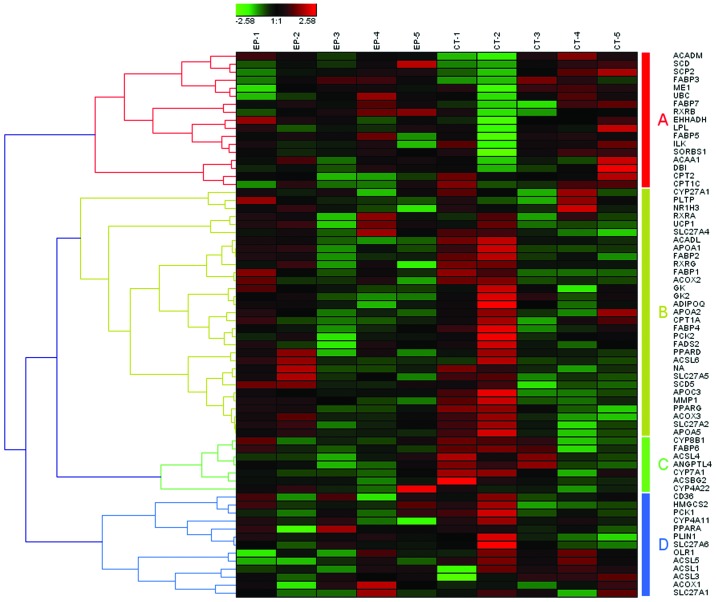 -2.58 1:1 2.58
EP-1 EP-2 EP-3 EP-4 EP-5 CT-1 CT-2 CT-3 CT-4 CT-5
ACADM
SCD
SCP2
FABP3
ME1
UBC
FABP7
RXRB
EHHADH
LPL
FABP5
ILK
SORBS1
ACAA1
DBI
CPT2
CPT1C
CYP27A1
PLTP
NR1H3
RXRA
UCP1
SLC27A4
ACADL
APOA1
FABP2
RXRG
FABP1
ACOX2
GK
GK2
ADIPOQ
APOA2
CPT1A
FABP4
PCK2
FADS2
PPARD
ACSL6
NA
SLC27A5
SCD5
APOC3
MMP1
PPARG
ACOX3
SLC27A2
APOA5
CYP8B1
FABP6
ACSL4
ANGPTL4
CYP7A1
ACSBG2
CYP4A22
CD36
HMGCS2
PCK1
CYP4A11
PPARA
PLIN1
SLC27A6
OLR1
ACSL5
ACSL1
ACSL3
ACOX1
SLC27A1
A
B
C
D